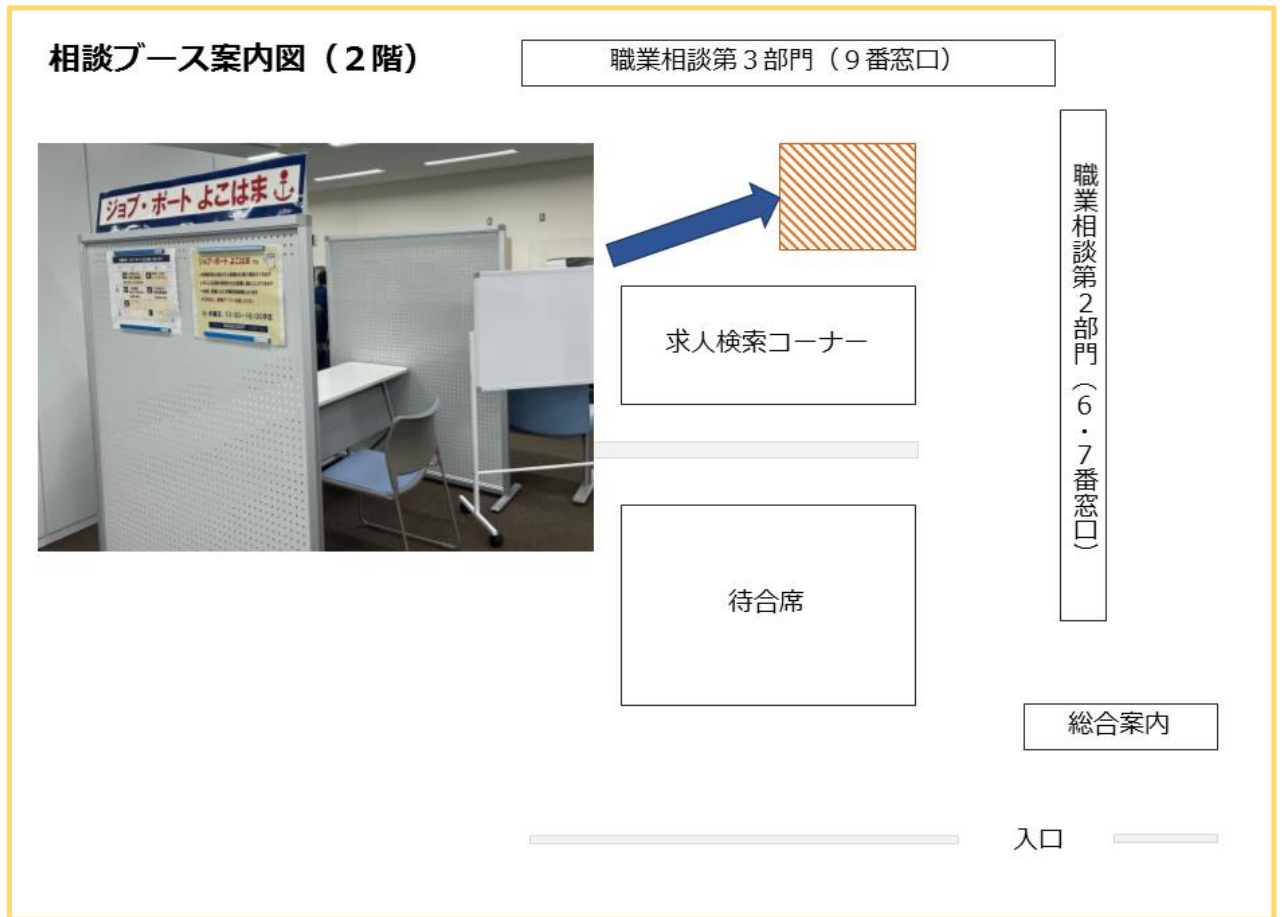 相談ブース案内図（２階）
職業相談第３部門（９番窓口）
ジョブ・ポート よこはま
求人検索コーナー
職業相談第２部門（６・７番窓口）
待合席
総合案内
入口